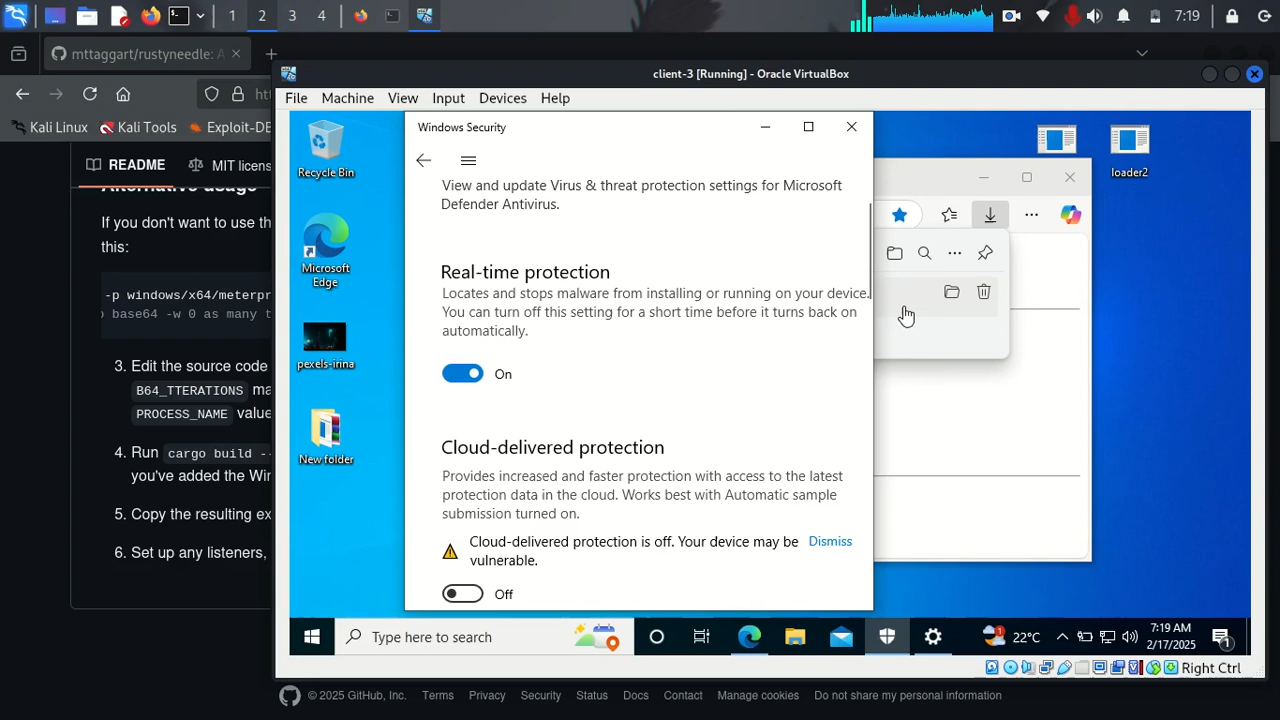 1 2 3 4 7:19
mttaggart/rustyneedle: A
client-3 [Running] - Oracle VirtualBox
File Machine View Input Devices Help
Kali Linux Kali Tools Exploit-DB
README MIT licens
Alternative usage
If you don't want to use th
this:
-p windows/x64/meterpr
base64 -w 0 as many t
3. Edit the source code
B64_TTERATIONS ma
PROCESS_NAME value
4. Run cargo build --
you've added the Win
5. Copy the resulting ex
6. Set up any listeners,
Recycle Bin
Microsoft
Edge
pexels-irina
New folder
loader2
Windows Security
View and update Virus & threat protection settings for Microsoft
Defender Antivirus.
Real-time protection
Locates and stops malware from installing or running on your device.
You can turn off this setting for a short time before it turns back on
automatically.
On
Cloud-delivered protection
Provides increased and faster protection with access to the latest
protection data in the cloud. Works best with Automatic sample
submission turned on.
Cloud-delivered protection is off. Your device may be Dismiss
vulnerable.
Off
Type here to search
22°C
7:19 AM
2/17/2025
1
Right Ctrl
© 2025 GitHub, Inc. Terms Privacy Security Status Docs Contact Manage cookies Do not share my personal information